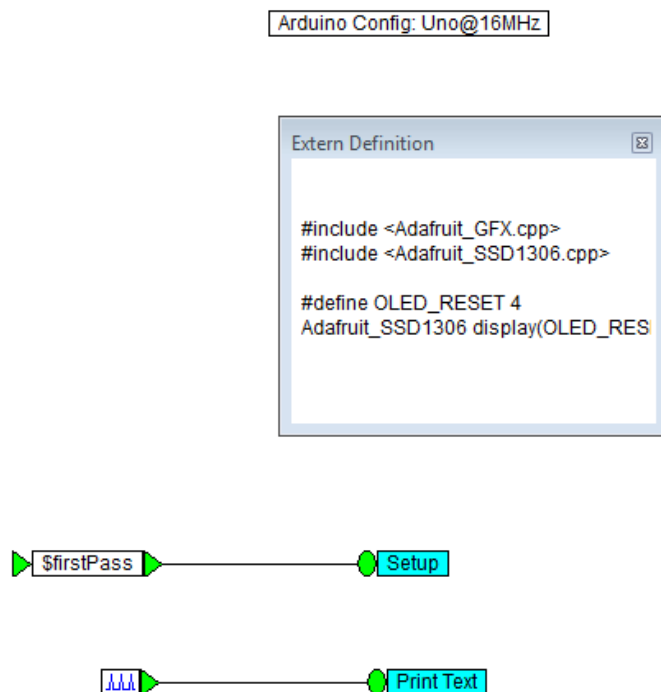 Arduino Config: Uno@16MHz
Extern Definition
#include <Adafruit_GFX.cpp>
#include <Adafruit_SSD1306.cpp>
#define OLED_RESET 4
Adafruit_SSD1306 display(OLED_RES
$firstPass
Setup
Print Text